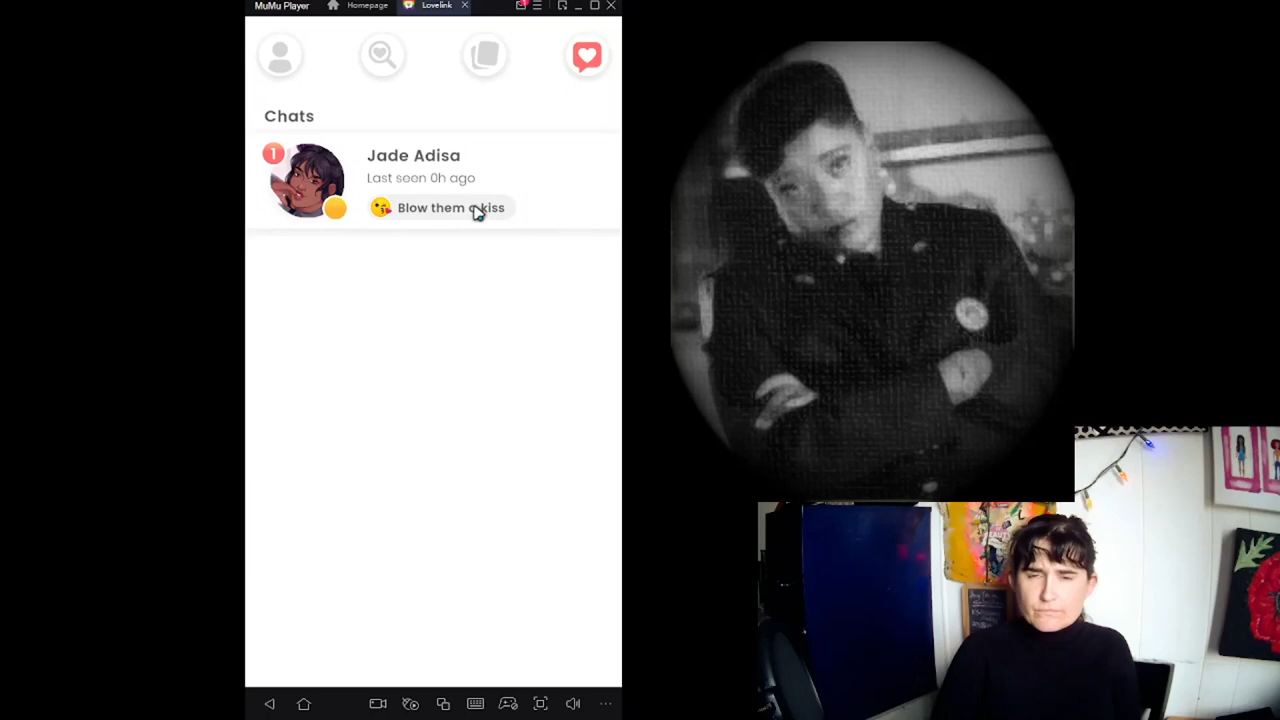 MuMu Player
Homepage
Lovelink
Chats
1
Jade Adisa
Last seen 0h ago
Blow them a kiss